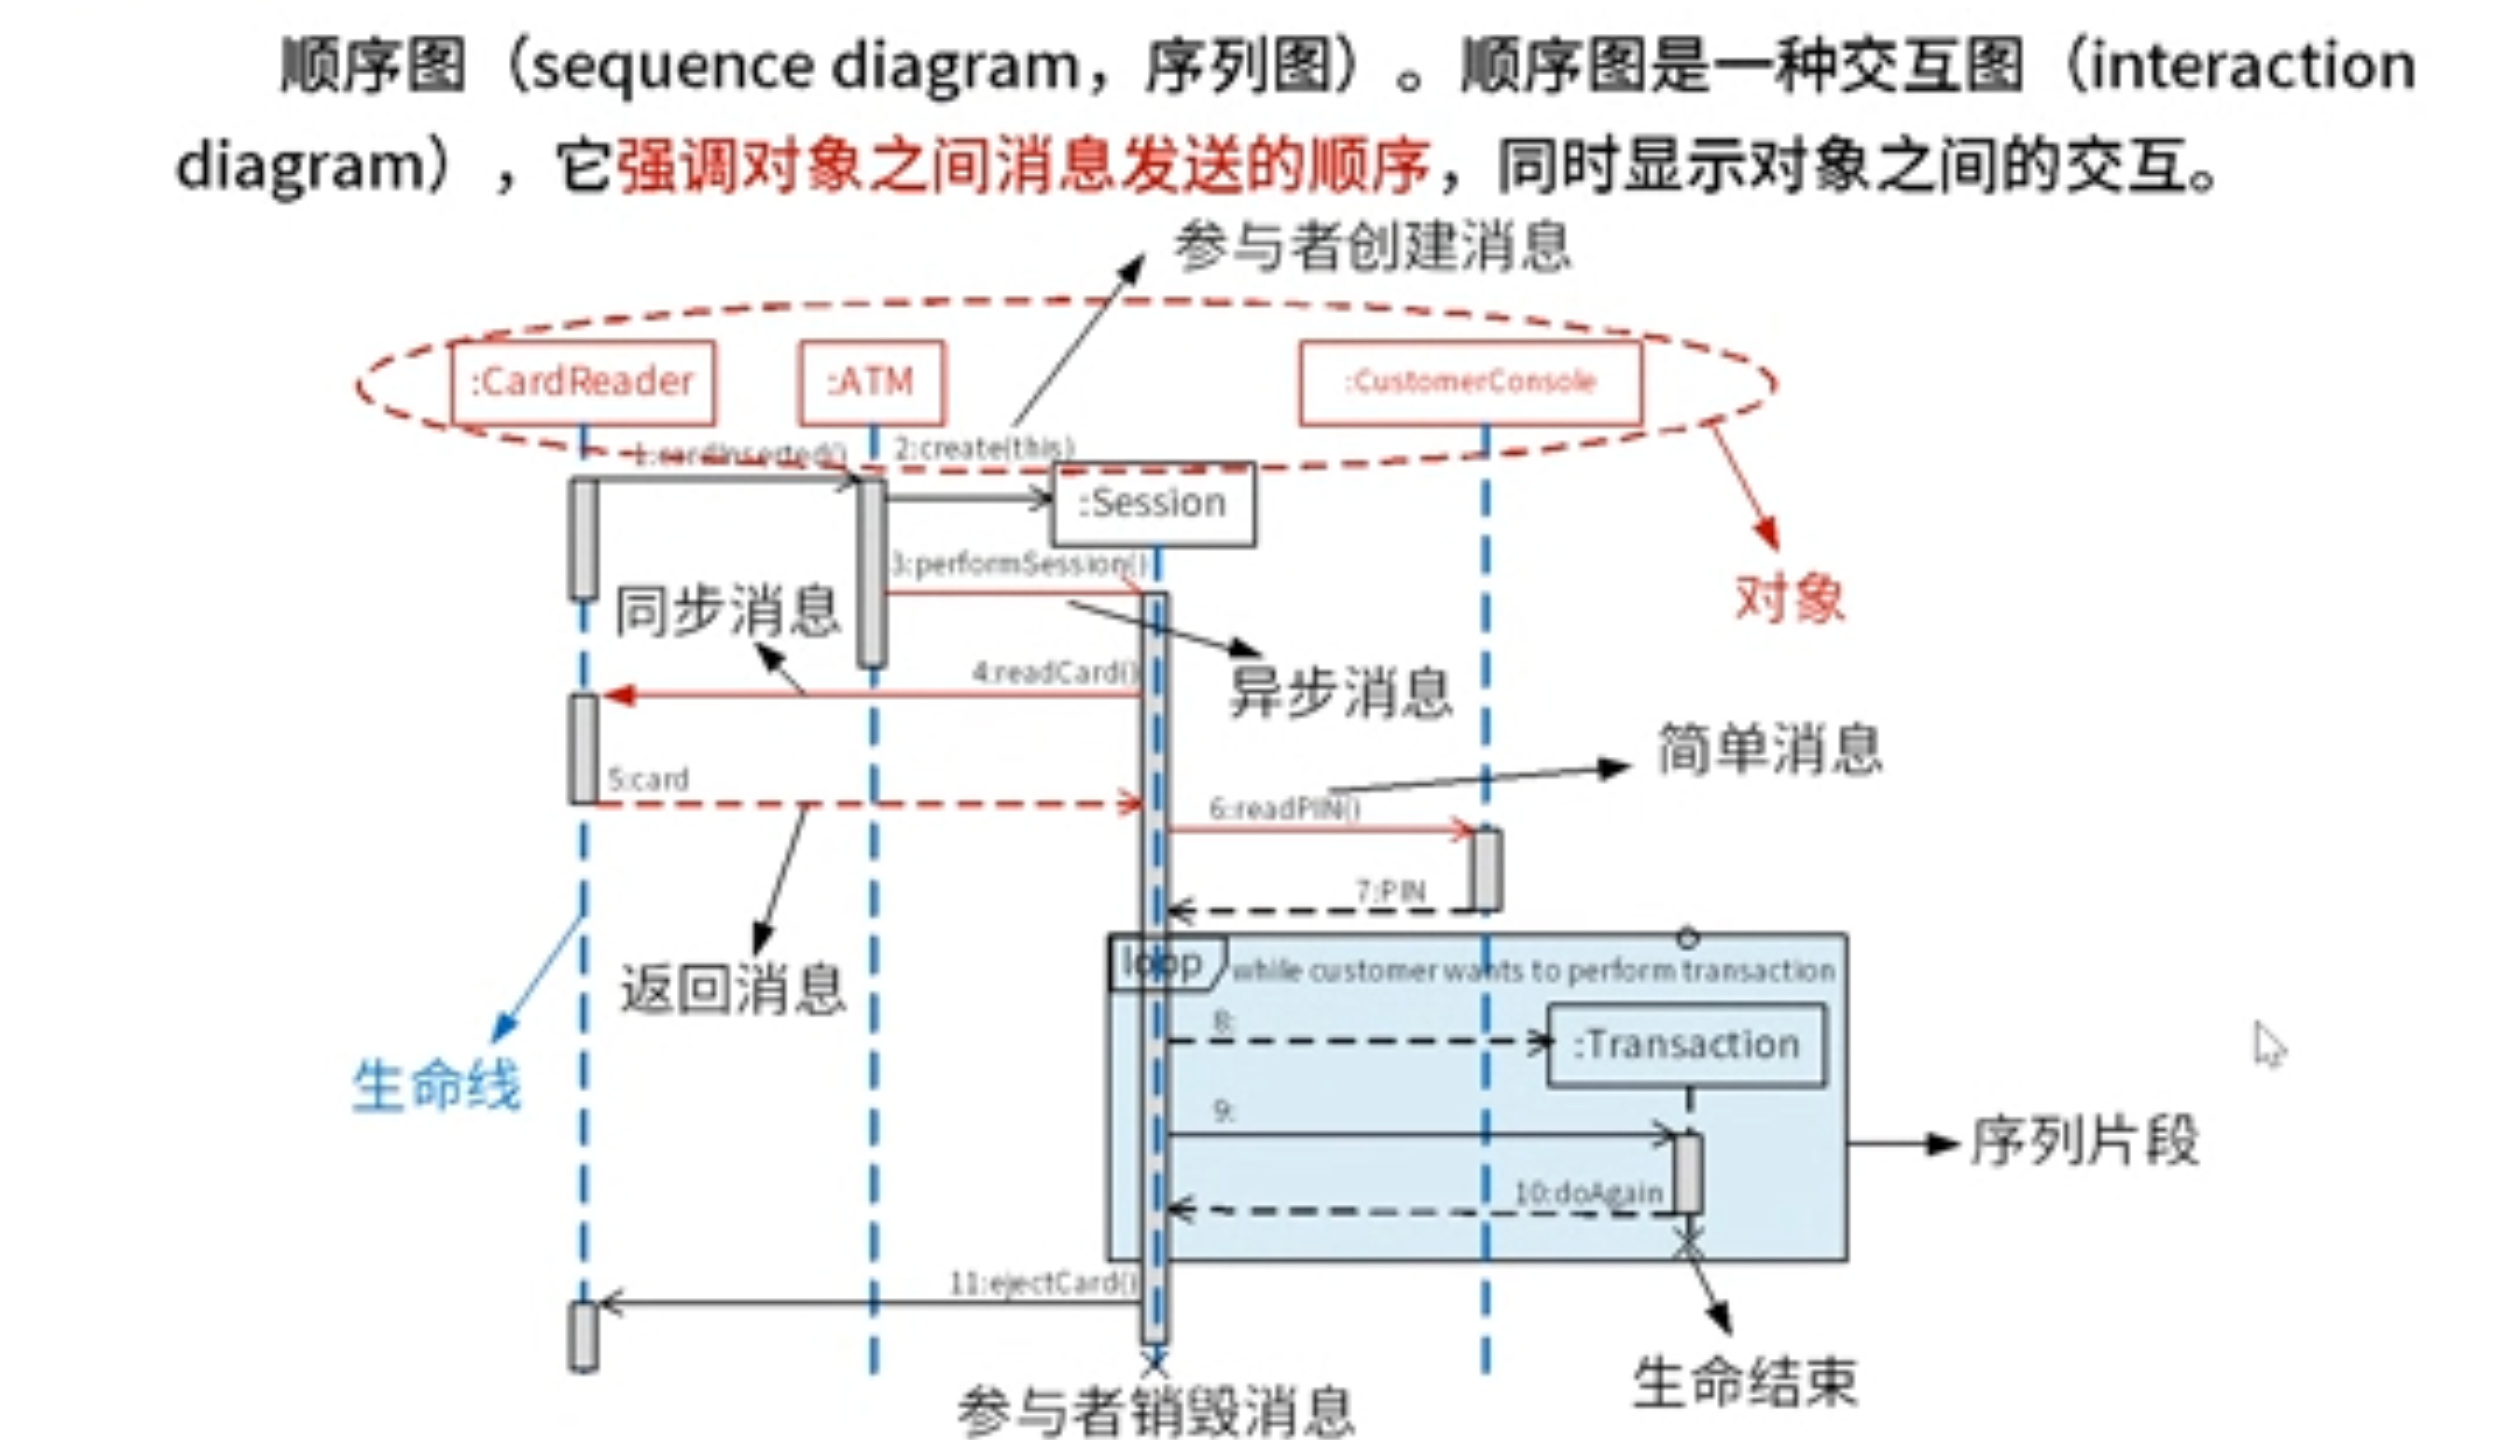 顺序图（sequence diagram，序列图）。顺序图是一种交互图（interaction
diagram），它强调对象之间消息发送的顺序，同时显示对象之间的交互。
参与者创建消息
:CardReader
:ATM
:CustomerConsole
1:cardInserted()
2:create(this)
:Session
3:performSession()
对象
同步消息
4:readCard()
异步消息
简单消息
5:card
6:readPIN()
7:PIN
返回消息
loop
while customer wants to perform transaction
8:
:Transaction
生命线
9:
序列片段
10:doAgain
11:ejectCard()
生命结束
参与者销毁消息